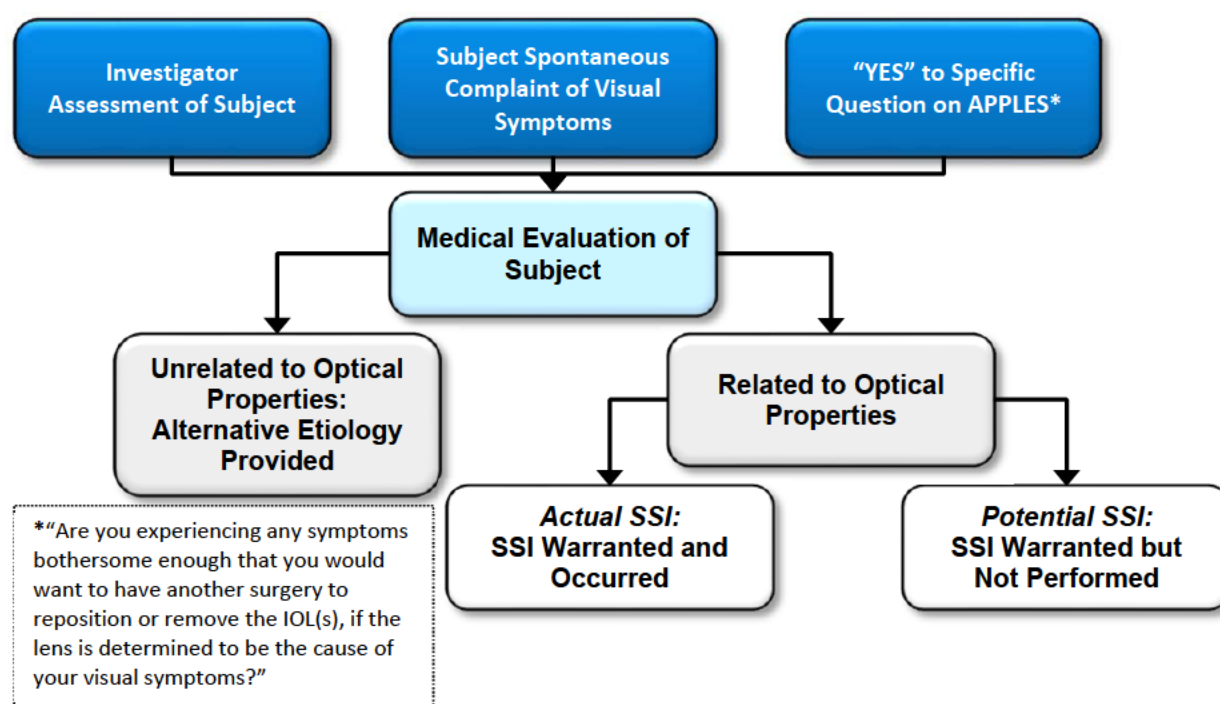 Investigator
Assessment of Subject
Subject Spontaneous
Complaint of Visual
Symptoms
“YES” to Specific
Question on APPLES*
Medical Evaluation of
Subject
Unrelated to Optical
Properties:
Alternative Etiology
Provided
Related to Optical
Properties
*“Are you experiencing any symptoms
bothersome enough that you would
want to have another surgery to
reposition or remove the IOL(s), if the
lens is determined to be the cause of
your visual symptoms?”
Actual SSI:
SSI Warranted and
Occurred
Potential SSI:
SSI Warranted but
Not Performed